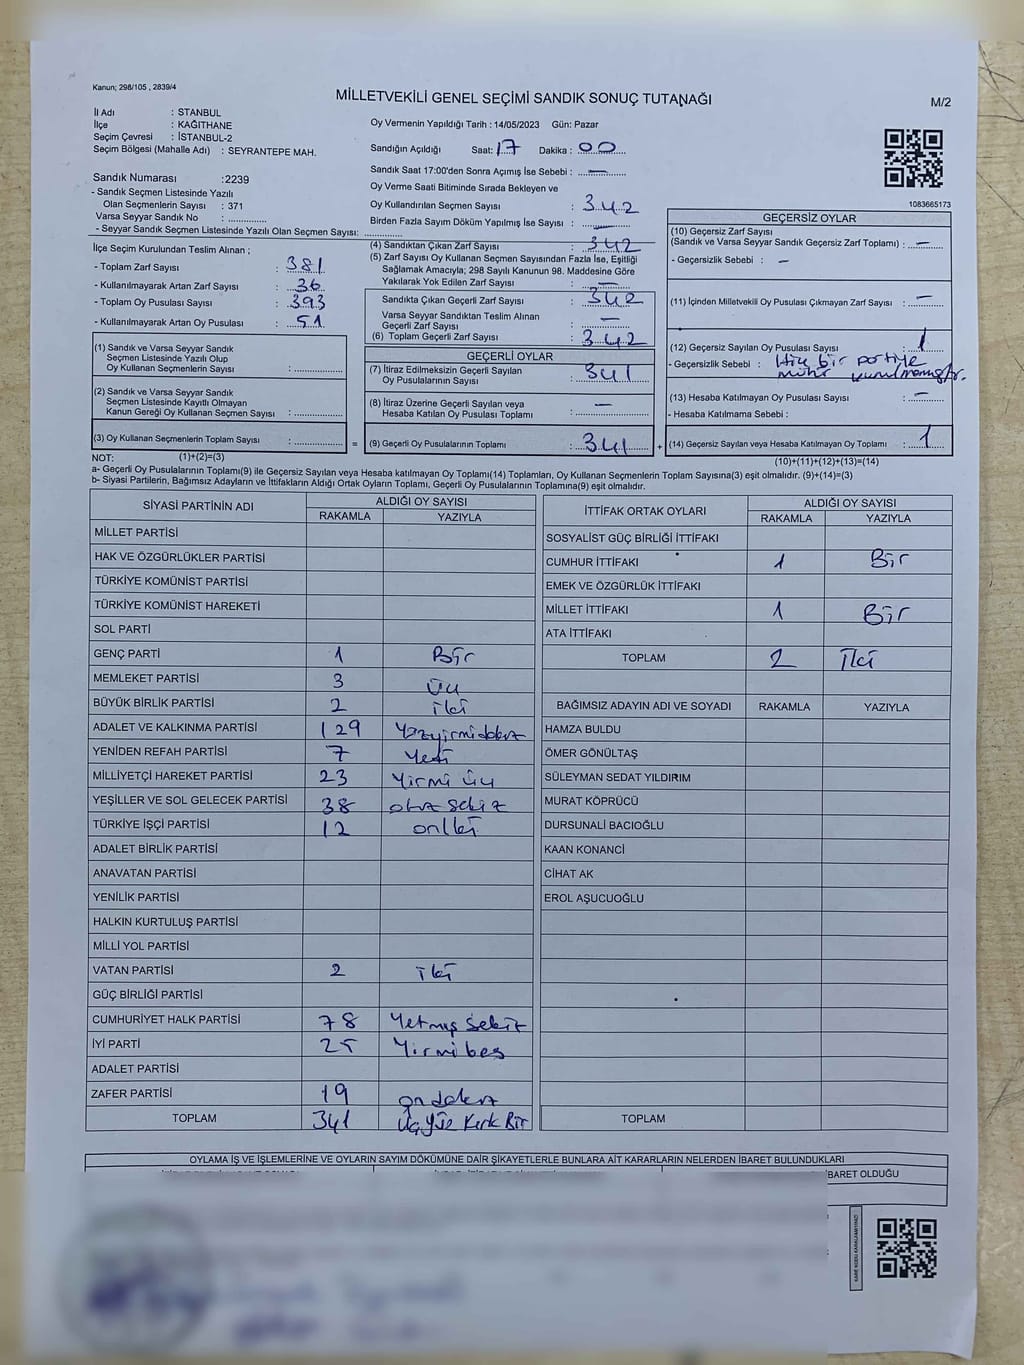 Kanun; 298/105 , 2839/4
MİLLETVEKİLİ GENEL SEÇİMİ SANDIK SONUÇ TUTANAĞI
M/2
İl Adı : STANBUL
İlçe : KAĞITHANE
Seçim Çevresi : İSTANBUL-2
Seçim Bölgesi (Mahalle Adı) : SEYRANTEPE MAH.
Oy Vermenin Yapıldığı Tarih : 14/05/2023 Gün: Pazar
Sandığın Açıldığı Saat: 17 Dakika : 00
Sandık Saat 17:00'den Sonra Açımış İse Sebebi : —
Sandık Numarası :2239
- Sandık Seçmen Listesinde Yazılı
Olan Seçmenlerin Sayısı : 371
Varsa Seyyar Sandık No :
- Seyyar Sandık Seçmen Listesinde Yazılı Olan Seçmen Sayısı:
Oy Verme Saati Bitiminde Sırada Bekleyen ve
Oy Kullandırılan Seçmen Sayısı : 342
Birden Fazla Sayım Döküm Yapılmış İse Sayısı : —
1083665173
İlçe Seçim Kurulundan Teslim Alınan ;
- Toplam Zarf Sayısı : 381
- Kullanılmayarak Artan Zarf Sayısı : 36
- Toplam Oy Pusulası Sayısı : 393
- Kullanılmayarak Artan Oy Pusulası : 51
(4) Sandıktan Çıkan Zarf Sayısı : 342
(5) Zarf Sayısı Oy Kullanan Seçmen Sayısından Fazla İse, Eşitliği
Sağlamak Amacıyla; 298 Sayılı Kanunun 98. Maddesine Göre
Yakılarak Yok Edilen Zarf Sayısı : —
Sandıkta Çıkan Geçerli Zarf Sayısı : 342
Varsa Seyyar Sandıktan Teslim Alınan
Geçerli Zarf Sayısı : —
(6) Toplam Geçerli Zarf Sayısı : 342
GEÇERSİZ OYLAR
(10) Geçersiz Zarf Sayısı
(Sandık ve Varsa Seyyar Sandık Geçersiz Zarf Toplamı) : —
- Geçersizlik Sebebi : —
(11) İçinden Milletvekili Oy Pusulası Çıkmayan Zarf Sayısı : —
(12) Geçersiz Sayılan Oy Pusulası Sayısı : 1
- Geçersizlik Sebebi : Hiç bir partiye
mühür vurulmamıştır.
(13) Hesaba Katılmayan Oy Pusulası Sayısı : —
- Hesaba Katılmama Sebebi :
(14) Geçersiz Sayılan veya Hesaba Katılmayan Oy Toplamı : 1
(10)+(11)+(12)+(13)=(14)
(1) Sandık ve Varsa Seyyar Sandık
Seçmen Listesinde Yazılı Olup
Oy Kullanan Seçmenlerin Sayısı :
(2) Sandık ve Varsa Seyyar Sandık
Seçmen Listesinde Kayıtlı Olmayan
Kanun Gereği Oy Kullanan Seçmen Sayısı :
(3) Oy Kullanan Seçmenlerin Toplam Sayısı : =
GEÇERLİ OYLAR
(7) İtiraz Edilmeksizin Geçerli Sayılan
Oy Pusulalarının Sayısı : 341
(8) İtiraz Üzerine Geçerli Sayılan veya
Hesaba Katılan Oy Pusulası Toplamı : —
(9) Geçerli Oy Pusulalarının Toplamı : 341 +
NOT: (1)+(2)=(3)
a- Geçerli Oy Pusulalarının Toplamı(9) ile Geçersiz Sayılan veya Hesaba katılmayan Oy Toplamı(14) Toplamları, Oy Kullanan Seçmenlerin Toplam Sayısına(3) eşit olmalıdır. (9)+(14)=(3)
b- Siyasi Partilerin, Bağımsız Adayların ve İttifakların Aldığı Ortak Oyların Toplamı, Geçerli Oy Pusulalarının Toplamına(9) eşit olmalıdır.
SİYASİ PARTİNİN ADI ALDIĞI OY SAYISI
RAKAMLA YAZIYLA
MİLLET PARTİSİ
HAK VE ÖZGÜRLÜKLER PARTİSİ
TÜRKİYE KOMÜNİST PARTİSİ
TÜRKİYE KOMÜNİST HAREKETİ
SOL PARTİ
GENÇ PARTİ 1 Bir
MEMLEKET PARTİSİ 3 Üç
BÜYÜK BİRLİK PARTİSİ 2 iki
ADALET VE KALKINMA PARTİSİ 129 Yüzyirmidokuz
YENİDEN REFAH PARTİSİ 7 Yedi
MİLLİYETÇİ HAREKET PARTİSİ 23 Yirmi üç
YEŞİLLER VE SOL GELECEK PARTİSİ 38 otuz sekiz
TÜRKİYE İŞÇİ PARTİSİ 12 oniki
ADALET BİRLİK PARTİSİ
ANAVATAN PARTİSİ
YENİLİK PARTİSİ
HALKIN KURTULUŞ PARTİSİ
MİLLİ YOL PARTİSİ
VATAN PARTİSİ 2 iki
GÜÇ BİRLİĞİ PARTİSİ
CUMHURİYET HALK PARTİSİ 78 Yetmiş Sekiz
İYİ PARTİ 25 Yirmibeş
ADALET PARTİSİ
ZAFER PARTİSİ 19 ondokuz
TOPLAM 341 Üçyüz Kırk Bir
İTTİFAK ORTAK OYLARI ALDIĞI OY SAYISI
RAKAMLA YAZIYLA
SOSYALİST GÜÇ BİRLİĞİ İTTİFAKI
CUMHUR İTTİFAKI 1 Bir
EMEK VE ÖZGÜRLÜK İTTİFAKI
MİLLET İTTİFAKI 1 Bir
ATA İTTİFAKI
TOPLAM 2 İki
BAĞIMSIZ ADAYIN ADI VE SOYADI RAKAMLA YAZIYLA
HAMZA BULDU
ÖMER GÖNÜLTAŞ
SÜLEYMAN SEDAT YILDIRIM
MURAT KÖPRÜCÜ
DURSUNALİ BACIOĞLU
KAAN KONANCİ
CİHAT AK
EROL AŞUCUOĞLU
TOPLAM
OYLAMA İŞ VE İŞLEMLERİNE VE OYLARIN SAYIM DÖKÜMÜNE DAİR ŞİKAYETLERLE BUNLARA AİT KARARLARIN NELERDEN İBARET BULUNDUKLARI
İBARET OLDUĞU